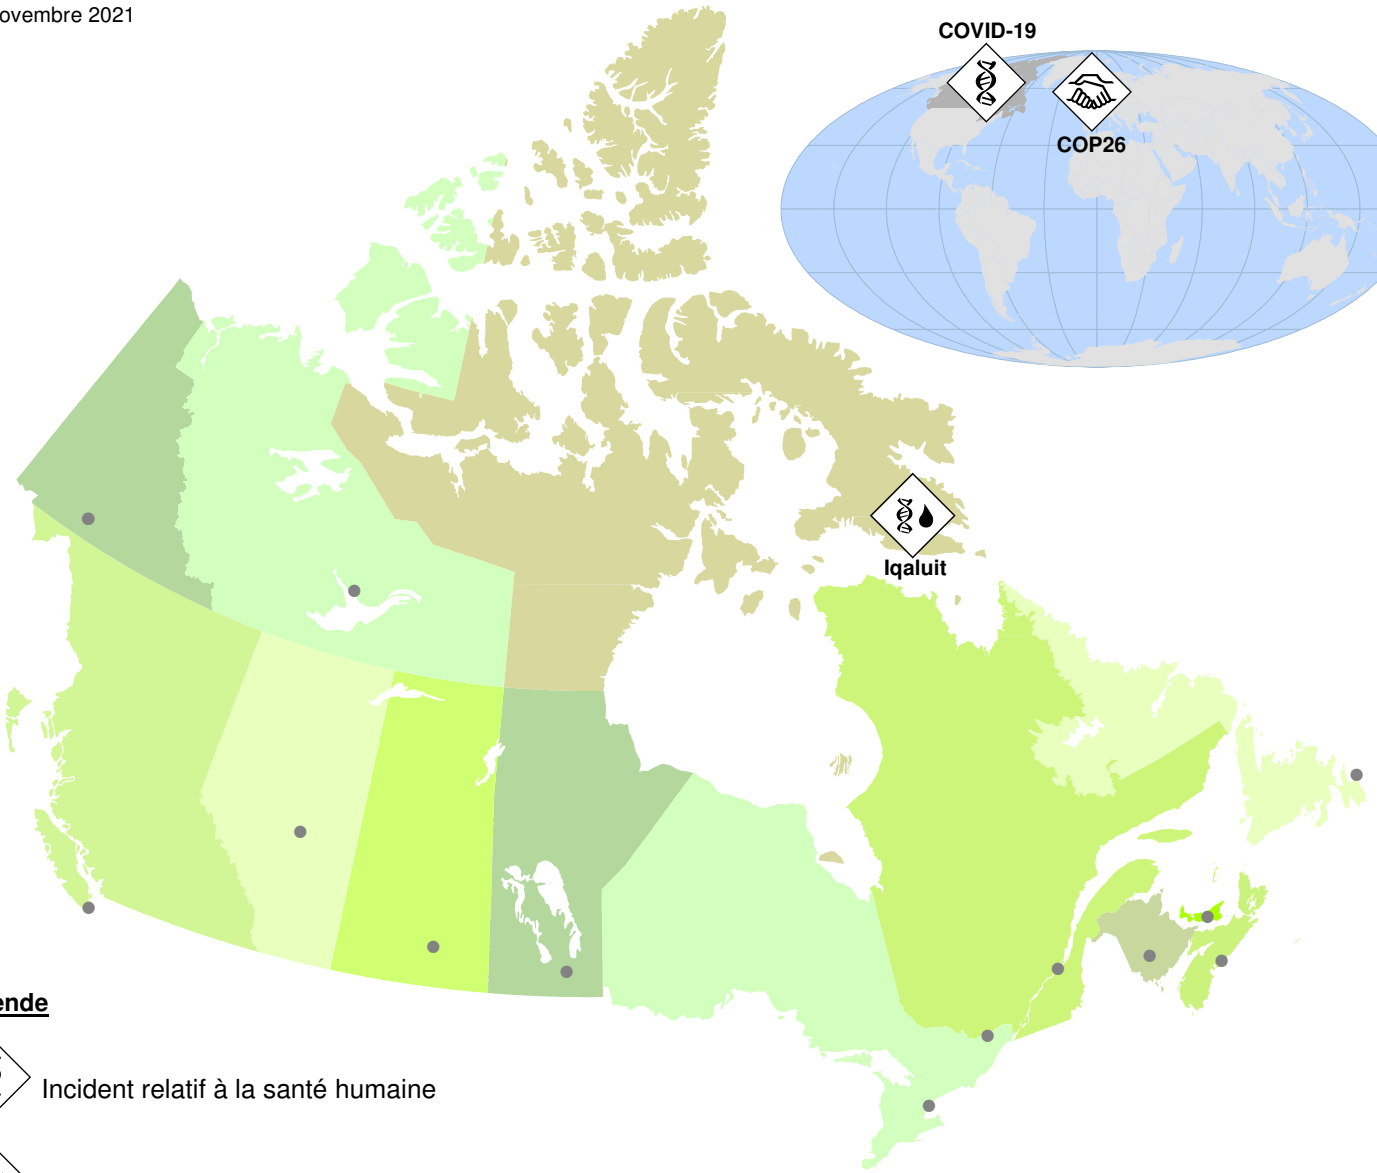 ovembre 2021
COVID-19
COP26
Iqaluit
ende
Incident relatif à la santé humaine